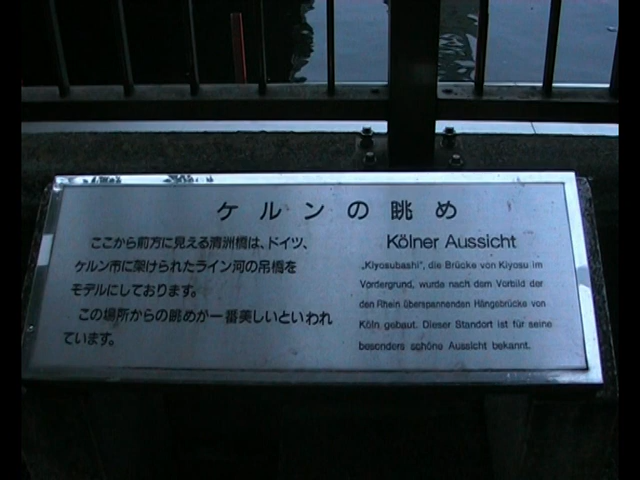 ケルンの眺め
ここから前方に見える清洲橋は、ドイツ、
ケルン市に架けられたライン河の吊橋を
モデルにしております。
この場所からの眺めが一番美しいといわれ
ています。
Kölner Aussicht
„Kiyosubashi", die Brücke von Kiyosu im
Vordergrund, wurde nach dem Vorbild der
den Rhein überspannenden Hängsbrücke von
Köln gebaut. Dieser Standort ist für seine
besonders schöne Aussicht bekannt.